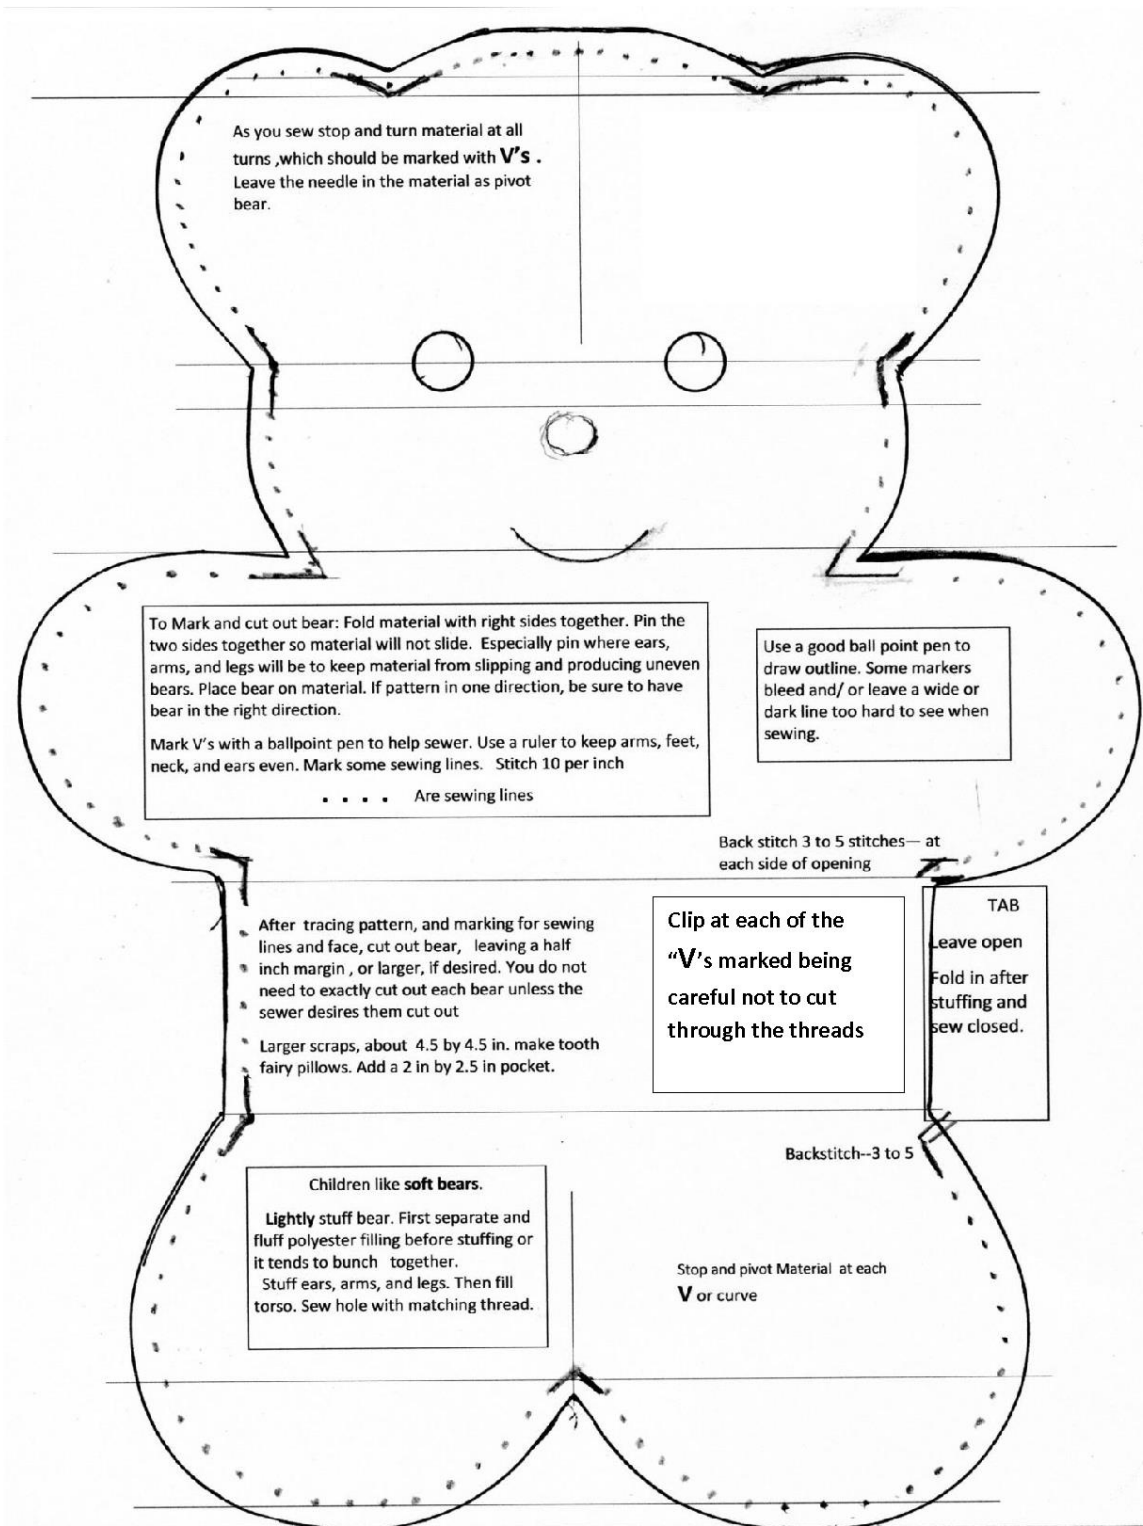 As you sew stop and turn material at all
turns ,which should be marked with V's .
Leave the needle in the material as pivot
bear.
To Mark and cut out bear: Fold material with right sides together. Pin the
two sides together so material will not slide. Especially pin where ears,
arms, and legs will be to keep material from slipping and producing uneven
bears. Place bear on material. If pattern in one direction, be sure to have
bear in the right direction.
Mark V's with a ballpoint pen to help sewer. Use a ruler to keep arms, feet,
neck, and ears even. Mark some sewing lines. Stitch 10 per inch
. . . . Are sewing lines
Use a good ball point pen to
draw outline. Some markers
bleed and/ or leave a wide or
dark line too hard to see when
sewing.
Back stitch 3 to 5 stitches— at
each side of opening
After tracing pattern, and marking for sewing
lines and face, cut out bear, leaving a half
inch margin , or larger, if desired. You do not
need to exactly cut out each bear unless the
sewer desires them cut out
Larger scraps, about 4.5 by 4.5 in. make tooth
fairy pillows. Add a 2 in by 2.5 in pocket.
Clip at each of the
"V's marked being
careful not to cut
through the threads
TAB
Leave open
Fold in after
stuffing and
sew closed.
Backstitch--3 to 5
Children like soft bears.
Lightly stuff bear. First separate and
fluff polyester filling before stuffing or
it tends to bunch together.
Stuff ears, arms, and legs. Then fill
torso. Sew hole with matching thread.
Stop and pivot Material at each
V or curve